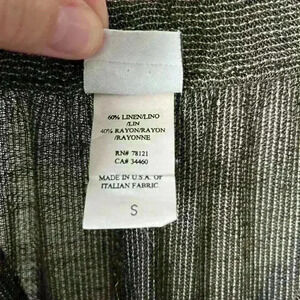 60% LINEN/LINO
/LIN
40% RAYON/RAYON
/RAYONNE
RN# 78121
CA# 34460
MADE IN U.S.A. OF
ITALIAN FABRIC
S